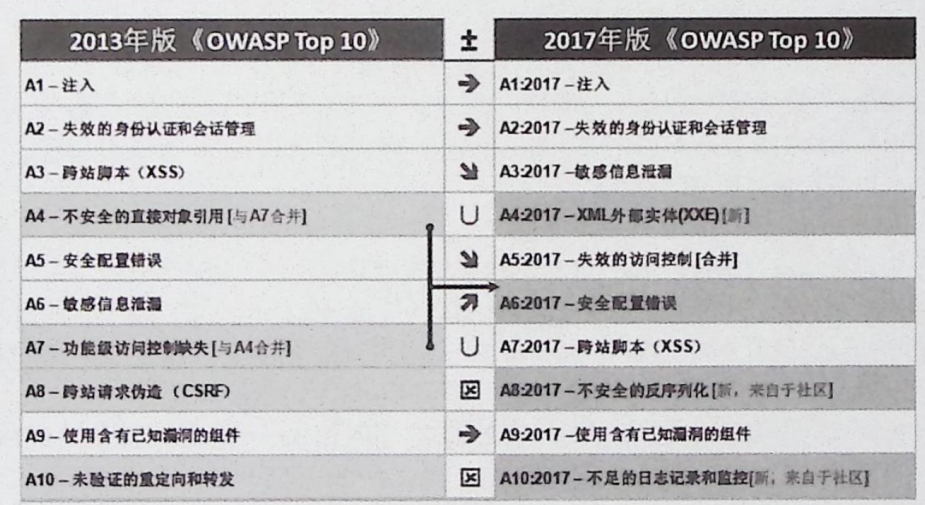 2013年版《OWASP Top 10》 ± 2017年版《OWASP Top 10》
A1 – 注入 → A1:2017 – 注入
A2 – 失效的身份认证和会话管理 → A2:2017 –失效的身份认证和会话管理
A3 – 跨站脚本（XSS） ↘ A3:2017 –敏感信息泄漏
A4 – 不安全的直接对象引用 [与A7合并] U A4:2017 –XML外部实体(XXE) [新]
A5 – 安全配置错误 ↘ A5:2017 – 失效的访问控制 [合并]
A6 – 敏感信息泄漏 ↗ A6:2017 – 安全配置错误
A7 – 功能级访问控制缺失 [与A4合并] U A7:2017 – 跨站脚本（XSS）
A8 – 跨站请求伪造（CSRF） ☒ A8:2017 – 不安全的反序列化 [新，来自于社区]
A9 – 使用含有已知漏洞的组件 → A9:2017 –使用含有已知漏洞的组件
A10 – 未验证的重定向和转发 ☒ A10:2017 – 不足的日志记录和监控[新，来自于社区]